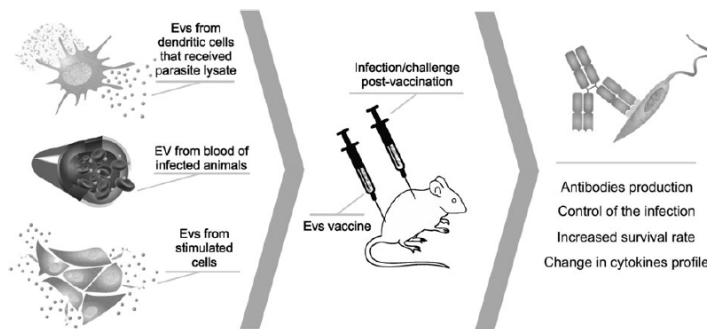 Evs from
dendritic cells
that received
parasite lysate
EV from blood of
infected animals
Evs from
stimulated
cells
Infection/challenge
post-vaccination
Evs vaccine
Antibodies production
Control of the infection
Increased survival rate
Change in cytokines profile